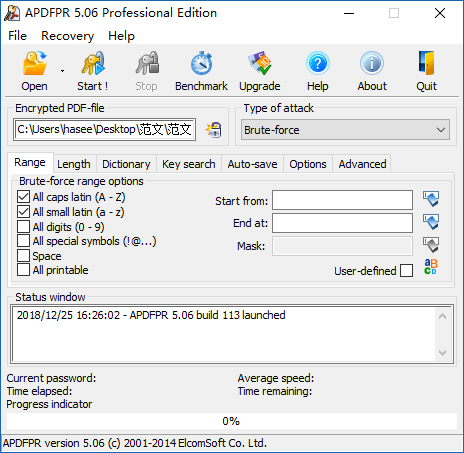 APDFPR 5.06 Professional Edition
File Recovery Help
Open Start ! Stop Benchmark Upgrade Help About Quit
Encrypted PDF-file
C:\Users\hasee\Desktop\范文\范文
Type of attack
Brute-force
Range Length Dictionary Key search Auto-save Options Advanced
Brute-force range options
All caps latin (A - Z)
All small latin (a - z)
All digits (0 - 9)
All special symbols (!@...)
Space
All printable
Start from:
End at:
Mask:
User-defined
Status window
2018/12/25 16:26:02 - APDFPR 5.06 build 113 launched
Current password:
Average speed:
Time elapsed:
Time remaining:
Progress indicator
0%
APDFPR version 5.06 (c) 2001-2014 ElcomSoft Co. Ltd.